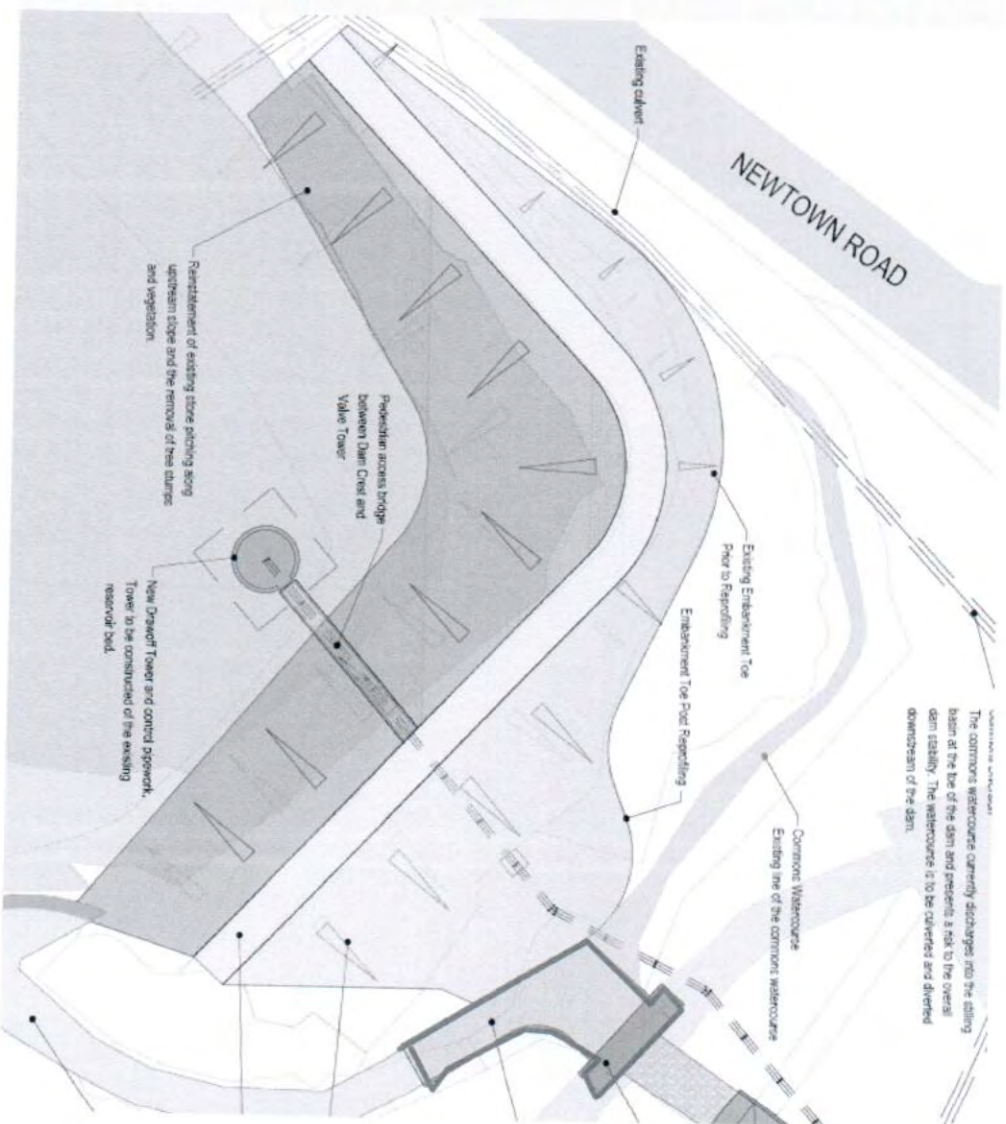 NEWTOWN ROAD
Existing culvert
The commons watercourse currently discharges into the stilling
basin at the toe of the dam and presents a risk to the overall
dam stability. The watercourse is to be culverted and diverted
downstream of the dam.
Commons Watercourse
Existing line of the commons watercourse
Existing Embankment Toe
Prior to Reprofiling
Embankment Toe Post Reprofiling
Pedestrian access bridge
between Dam Crest and
Valve Tower
Reinstatement of existing stone pitching along
upstream slope and the removal of tree stumps
and vegetation.
New Drawoff Tower and control pipework.
Tower to be constructed of the existing
reservoir bed.